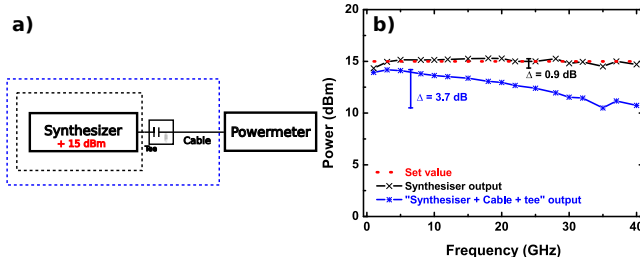 a)
Synthesizer
+ 15 dBm
Tee
Cable
Powermeter
b)
Power (dBm)
20
15
10
5
0
Δ = 0.9 dB
Δ = 3.7 dB
Set value
Synthesiser output
"Synthesiser + Cable + tee" output
0
10
20
30
40
Frequency (GHz)